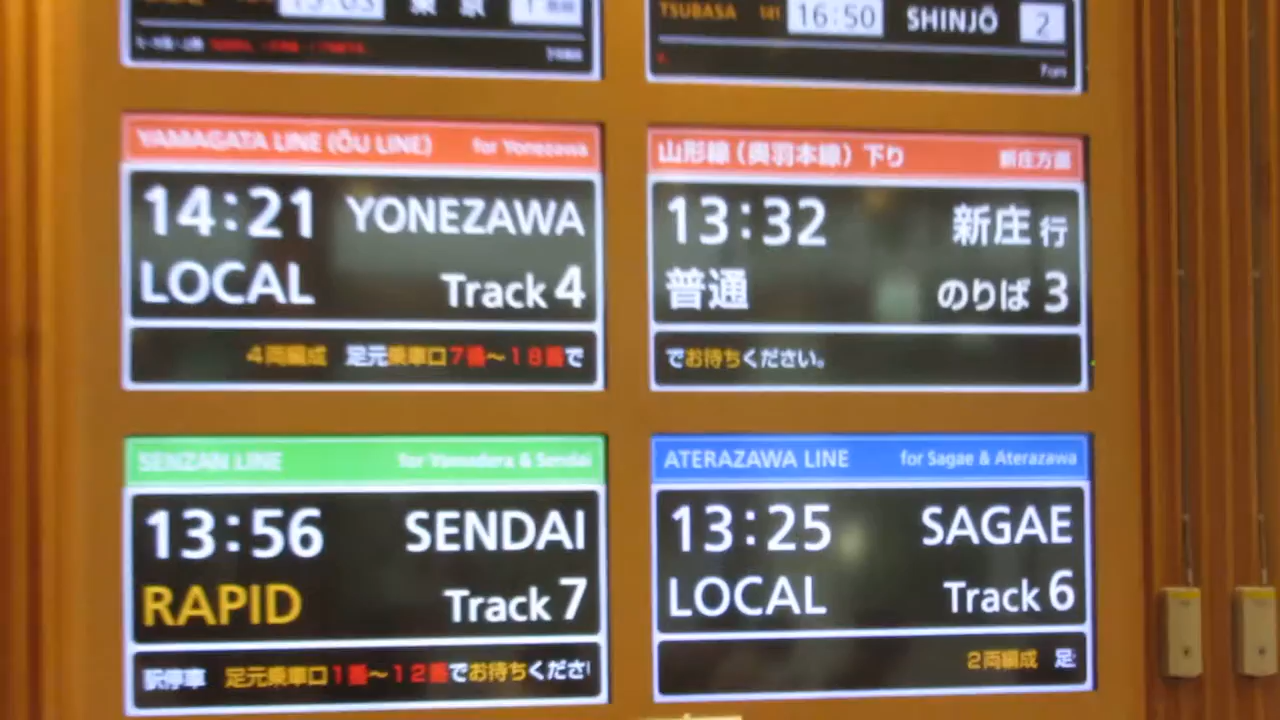 東京
TSUBASA 141 16:50 SHINJŌ 2
YAMAGATA LINE (ŌU LINE) for Yonezawa
14:21 YONEZAWA
LOCAL Track 4
4両編成 足元乗車口7番～18番で
山形線(奥羽本線)下り 新庄方面
13:32 新庄 行
普通 のりば 3
でお待ちください。
SENZAN LINE for Yamadera & Sendai
13:56 SENDAI
RAPID Track 7
駅停車 足元乗車口1番～12番でお待ちくださ
ATERAZAWA LINE for Sagae & Aterazawa
13:25 SAGAE
LOCAL Track 6
2両編成 足